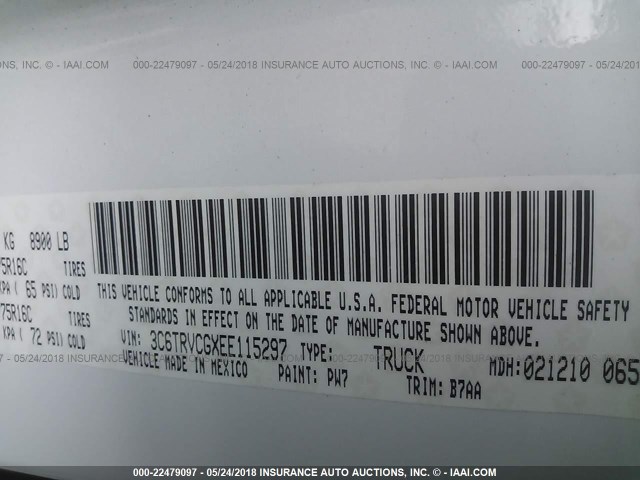 S, INC. © - IAAI.COM 000-22479097 - 05/24/2018 INSURANCE AUTO AUCTIONS, INC. © - IAAI.COM 000-22479097 - 05/2
KG 8900 LB
75R16C TIRES
KPA ( 65 PSI) COLD
75R16C TIRES
KPA ( 72 PSI) COLD
THIS VEHICLE CONFORMS TO ALL APPLICABLE U.S.A. FEDERAL MOTOR VEHICLE SAFETY
STANDARDS IN EFFECT ON THE DATE OF MANUFACTURE SHOWN ABOVE.
VIN: 3C6TRVCGXEE115297 TYPE: TRUCK MDH: 021210 065
VEHICLE MADE IN MEXICO PAINT: PW7 TRIM: B7AA
000-22479097 - 05/24/2018 INSURANCE AUTO AUCTIONS, INC. © - IAAI.COM